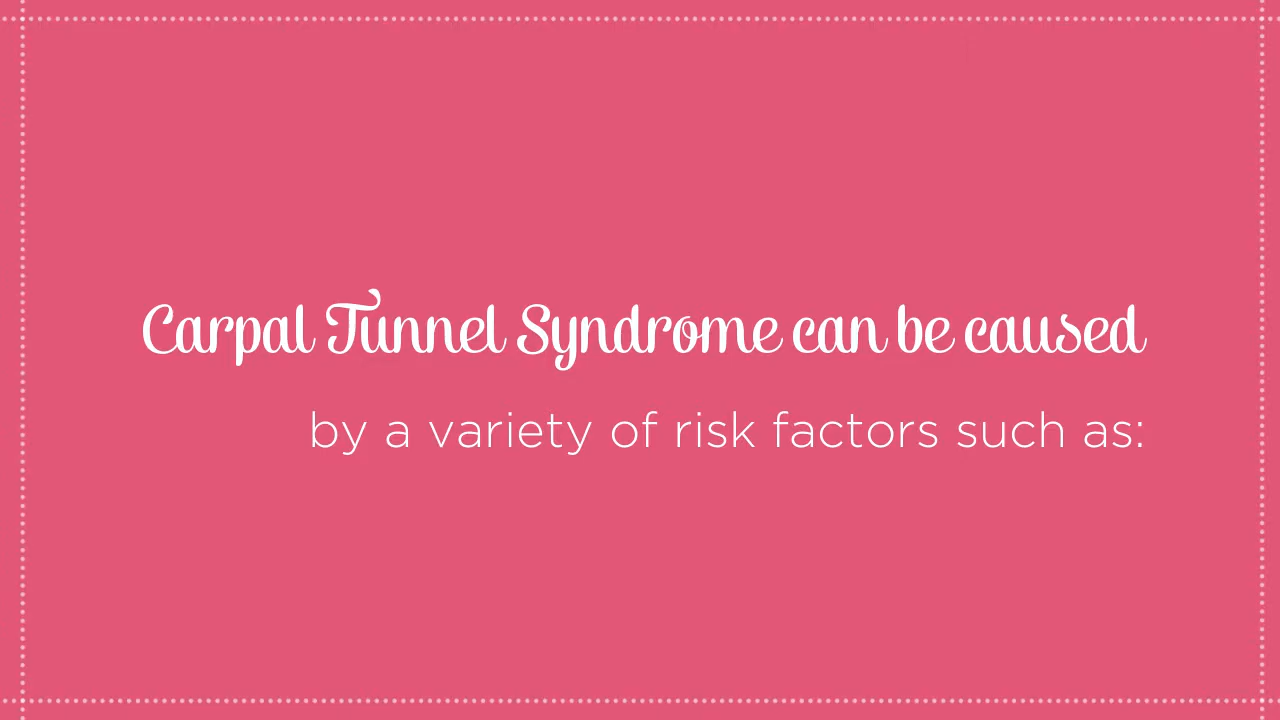 Carpal Tunnel Syndrome can be caused
by a variety of risk factors such as: